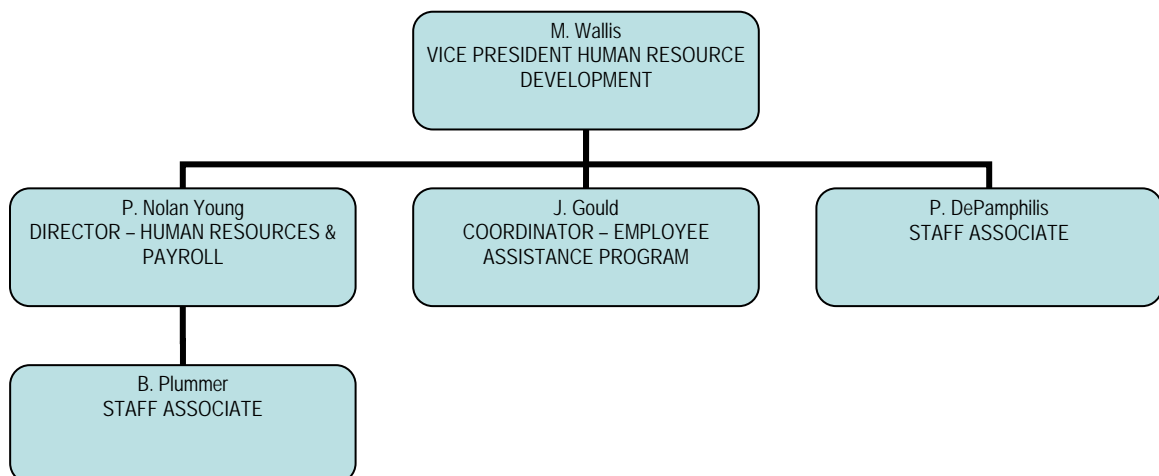 M. Wallis
VICE PRESIDENT HUMAN RESOURCE
DEVELOPMENT
P. Nolan Young
DIRECTOR – HUMAN RESOURCES &
PAYROLL
J. Gould
COORDINATOR – EMPLOYEE
ASSISTANCE PROGRAM
P. DePamphilis
STAFF ASSOCIATE
B. Plummer
STAFF ASSOCIATE